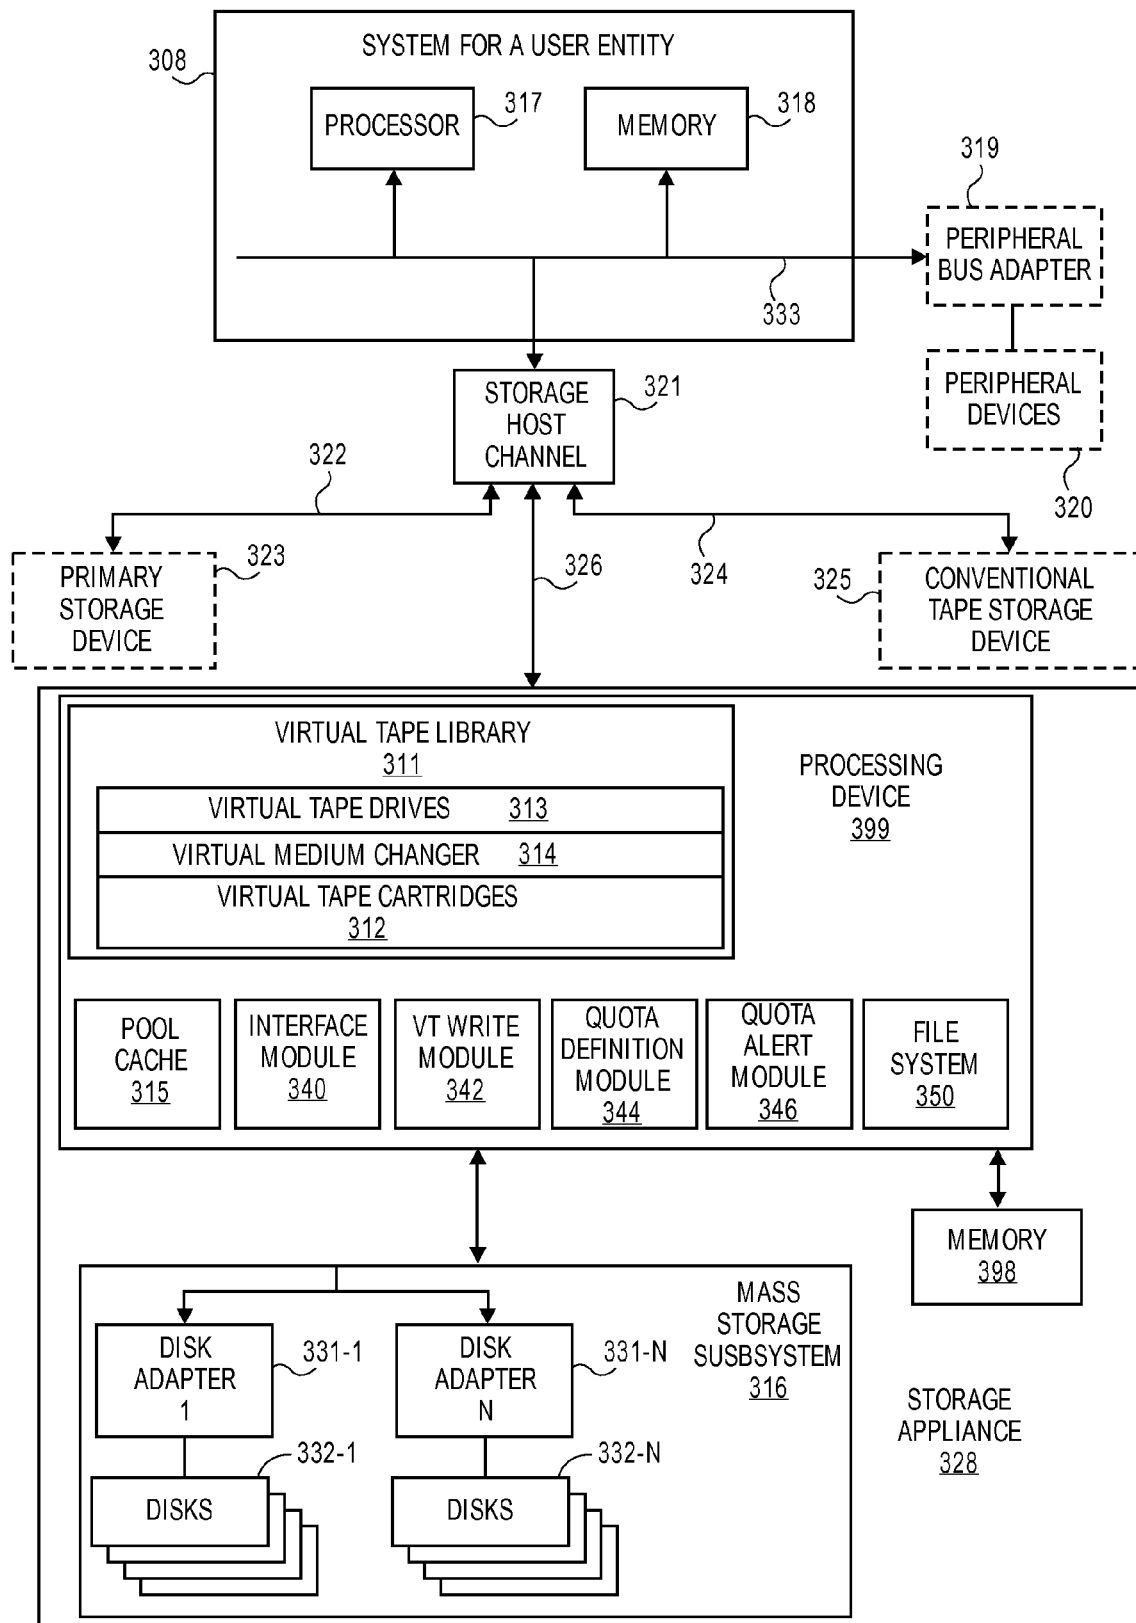 SYSTEM FOR A USER ENTITY
308
PROCESSOR
317
MEMORY
318
319
PERIPHERAL
BUS ADAPTER
333
PERIPHERAL
DEVICES
320
STORAGE
HOST
CHANNEL
321
322
326
324
323
PRIMARY
STORAGE
DEVICE
325
CONVENTIONAL
TAPE STORAGE
DEVICE
VIRTUAL TAPE LIBRARY
311
VIRTUAL TAPE DRIVES 313
VIRTUAL MEDIUM CHANGER 314
VIRTUAL TAPE CARTRIDGES
312
PROCESSING
DEVICE
399
POOL
CACHE
315
INTERFACE
MODULE
340
VT WRITE
MODULE
342
QUOTA
DEFINITION
MODULE
344
QUOTA
ALERT
MODULE
346
FILE
SYSTEM
350
MEMORY
398
MASS
STORAGE
SUSBSYSTEM
316
DISK
ADAPTER
1
331-1
DISK
ADAPTER
N
331-N
332-1
DISKS
332-N
DISKS
STORAGE
APPLIANCE
328